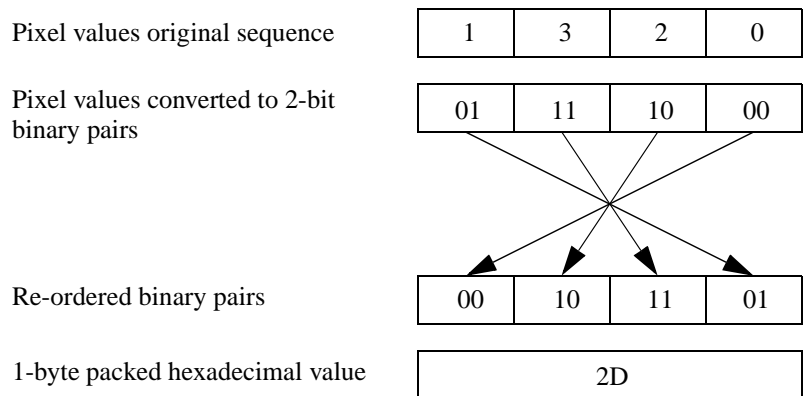 Pixel values original sequence 1 3 2 0
Pixel values converted to 2-bit binary pairs 01 11 10 00
Re-ordered binary pairs 00 10 11 01
1-byte packed hexadecimal value 2D